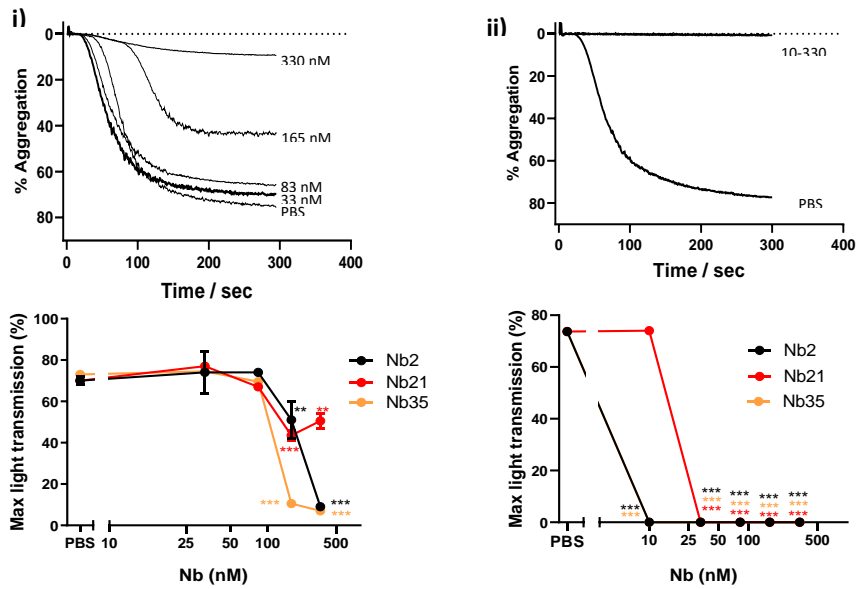 i)
0
20
40
60
80
% Aggregation
330 nM
165 nM
83 nM
33 nM
PBS
0 100 200 300 400
Time / sec
ii)
0
20
40
60
80
% Aggregation
10-330
PBS
0 100 200 300 400
Time / sec
100
80
60
40
20
0
Max light transmission (%)
Nb2
Nb21
Nb35
** **
***
*** ***
***
PBS 10 25 50 100 500
Nb (nM)
80
60
40
20
0
Max light transmission (%)
Nb2
Nb21
Nb35
*** *** *** ***
*** *** *** *** ***
*** *** *** *** ***
PBS 10 25 50 100 500
Nb (nM)